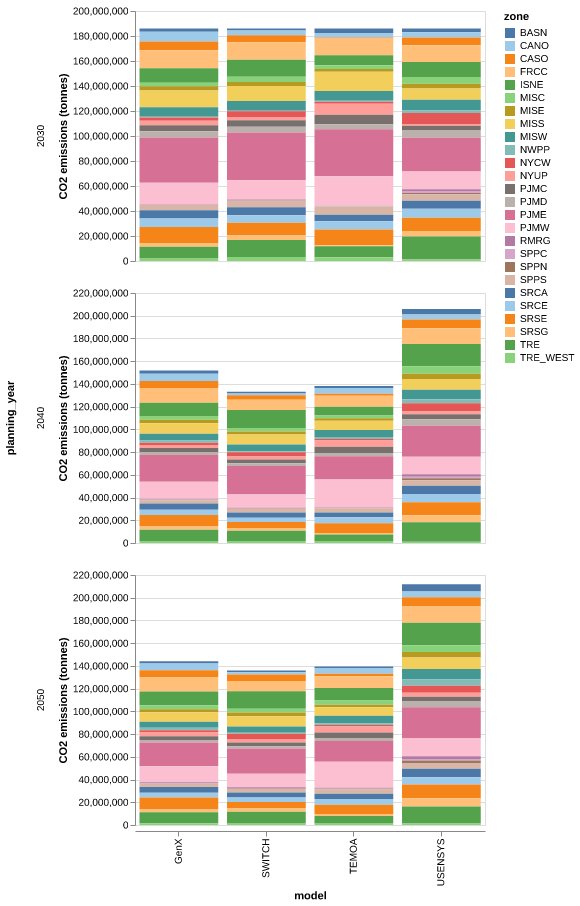 zone
BASN
CANO
CASO
FRCC
ISNE
MISC
MISE
MISS
MISW
NWPP
NYCW
NYUP
PJMC
PJMD
PJME
PJMW
RMRG
SPPC
SPPN
SPPS
SRCA
SRCE
SRSE
SRSG
TRE
TRE_WEST
planning_year
2030
CO2 emissions (tonnes)
200,000,000
180,000,000
160,000,000
140,000,000
120,000,000
100,000,000
80,000,000
60,000,000
40,000,000
20,000,000
0
2040
CO2 emissions (tonnes)
220,000,000
200,000,000
180,000,000
160,000,000
140,000,000
120,000,000
100,000,000
80,000,000
60,000,000
40,000,000
20,000,000
0
2050
CO2 emissions (tonnes)
220,000,000
200,000,000
180,000,000
160,000,000
140,000,000
120,000,000
100,000,000
80,000,000
60,000,000
40,000,000
20,000,000
0
GenX
SWITCH
TEMOA
USENSYS
model